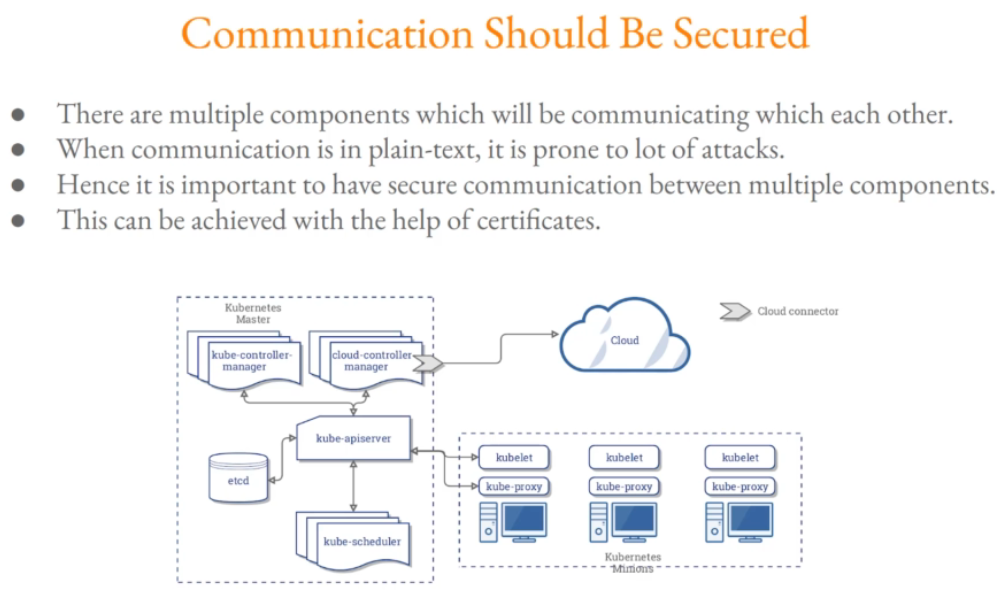 Communication Should Be Secured
● There are multiple components which will be communicating which each other.
● When communication is in plain-text, it is prone to lot of attacks.
● Hence it is important to have secure communication between multiple components.
● This can be achieved with the help of certificates.
Kubernetes
Master
kube-controller-
manager
cloud-controller
manager
Cloud
Cloud connector
kube-apiserver
etcd
kube-scheduler
kubelet
kubelet
kubelet
kube-proxy
kube-proxy
kube-proxy
Kubernetes
Minions